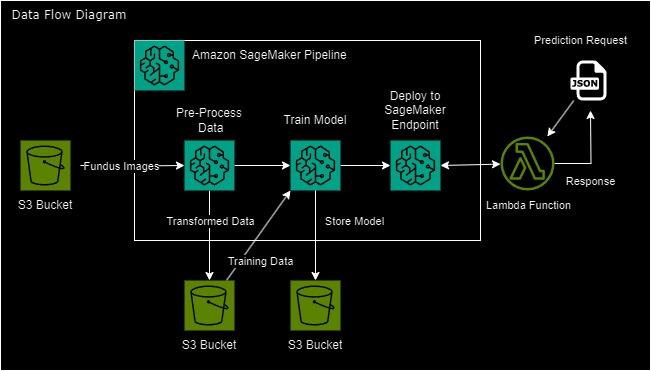 Data Flow Diagram
Prediction Request
Amazon SageMaker Pipeline
JSON
Pre-Process
Data
Train Model
Deploy to
SageMaker
Endpoint
Fundus Images
S3 Bucket
Lambda Function
Response
Transformed Data
Store Model
Training Data
S3 Bucket
S3 Bucket